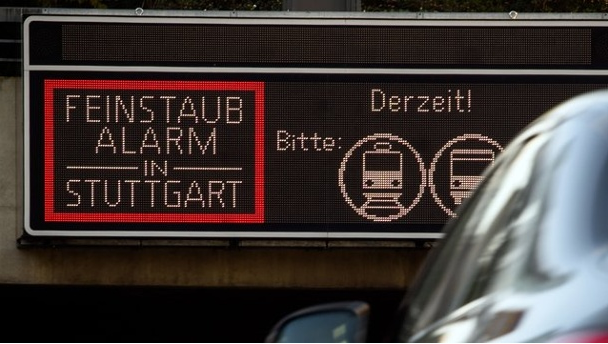 FEINSTAUB
ALARM
IN
STUTTGART
Derzeit!
Bitte: